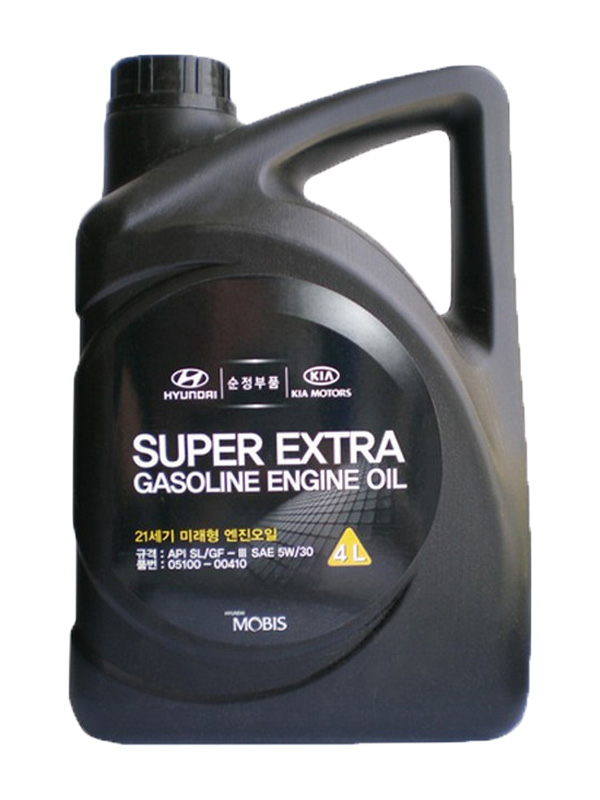 HYUNDAI 순정부품 KIA
KIA MOTORS
SUPER EXTRA
GASOLINE ENGINE OIL
21세기 미래형 엔진오일
규격 : API SL/GF - III SAE 5W/30
품번 : 05100 - 00410
4 L
HYUNDAI
MOBIS